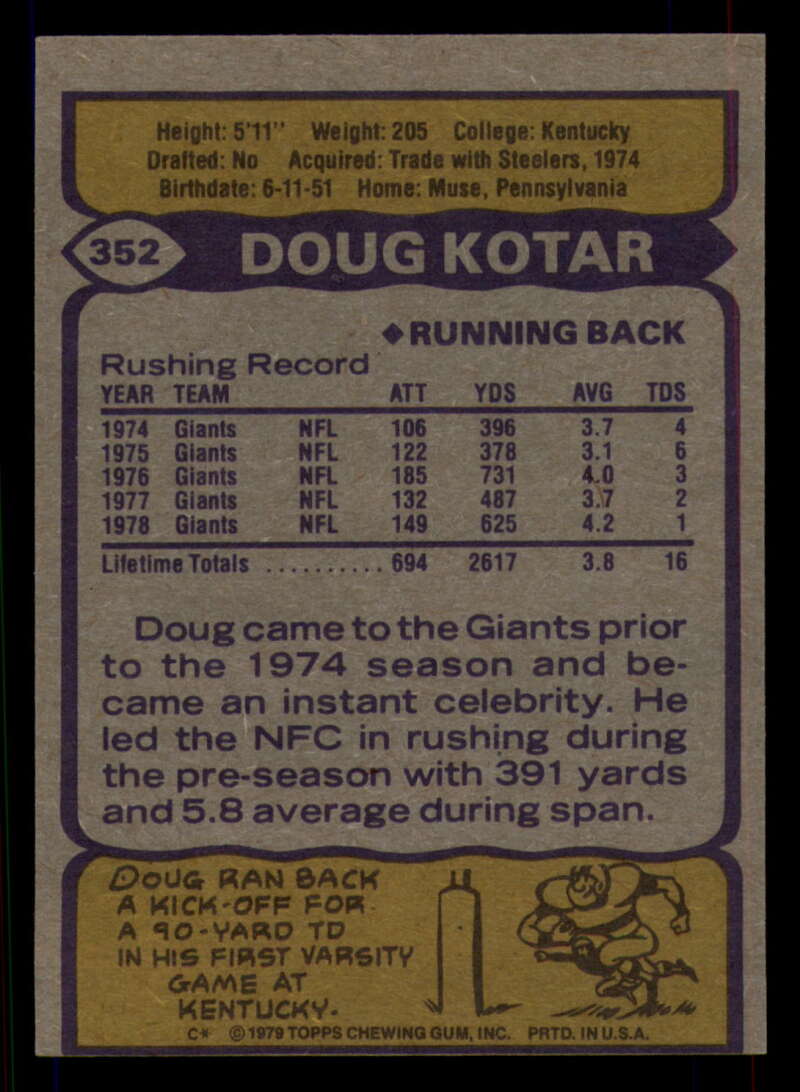 Height: 5'11" Weight: 205 College: Kentucky
Drafted: No Acquired: Trade with Steelers, 1974
Birthdate: 6-11-51 Home: Muse, Pennsylvania
352 DOUG KOTAR
◆RUNNING BACK
Rushing Record
YEAR TEAM ATT YDS AVG TDS
1974 Giants NFL 106 396 3.7 4
1975 Giants NFL 122 378 3.1 6
1976 Giants NFL 185 731 4.0 3
1977 Giants NFL 132 487 3.7 2
1978 Giants NFL 149 625 4.2 1
Lifetime Totals .......... 694 2617 3.8 16
Doug came to the Giants prior
to the 1974 season and be-
came an instant celebrity. He
led the NFC in rushing during
the pre-season with 391 yards
and 5.8 average during span.
DOUG RAN BACK
A KICK-OFF FOR
A 90-YARD TD
IN HIS FIRST VARSITY
GAME AT
KENTUCKY.
C* © 1979 TOPPS CHEWING GUM, INC. PRTD. IN U.S.A.